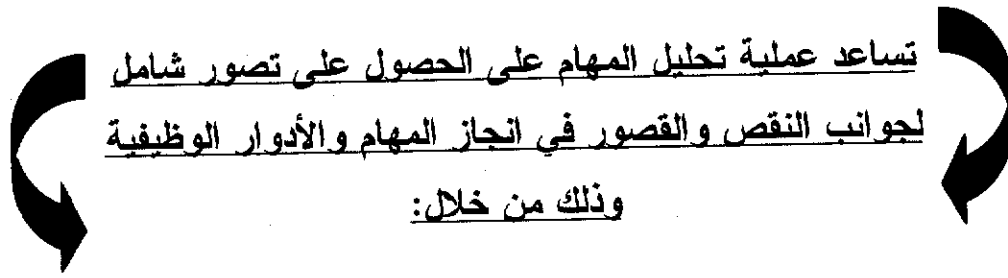 تساعد عملية تحليل المهام على الحصول على تصور شامل
لجوانب النقص والقصور في انجاز المهام والأدوار الوظيفية
وذلك من خلال: